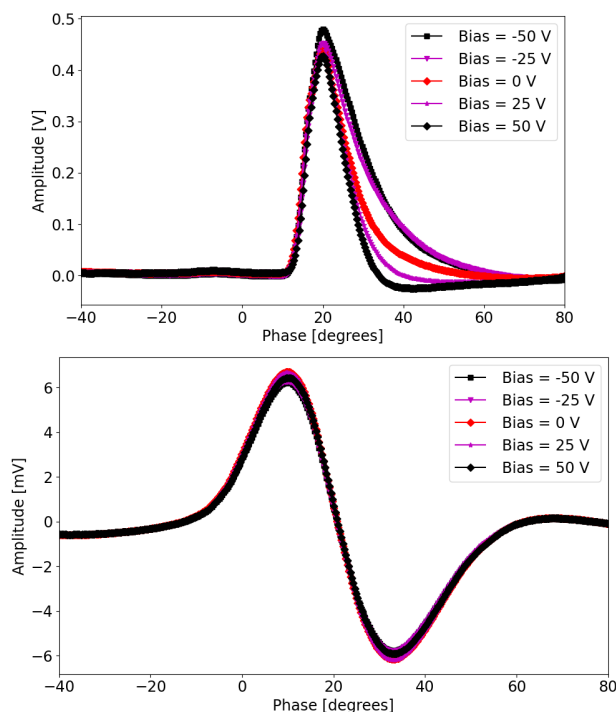 0.5
0.4
0.3
0.2
0.1
0.0
Amplitude [V]
Bias = -50 V
Bias = -25 V
Bias = 0 V
Bias = 25 V
Bias = 50 V
−40 −20 0 20 40 60 80
Phase [degrees]
6
4
2
0
−2
−4
−6
Amplitude [mV]
Bias = -50 V
Bias = -25 V
Bias = 0 V
Bias = 25 V
Bias = 50 V
−40 −20 0 20 40 60 80
Phase [degrees]